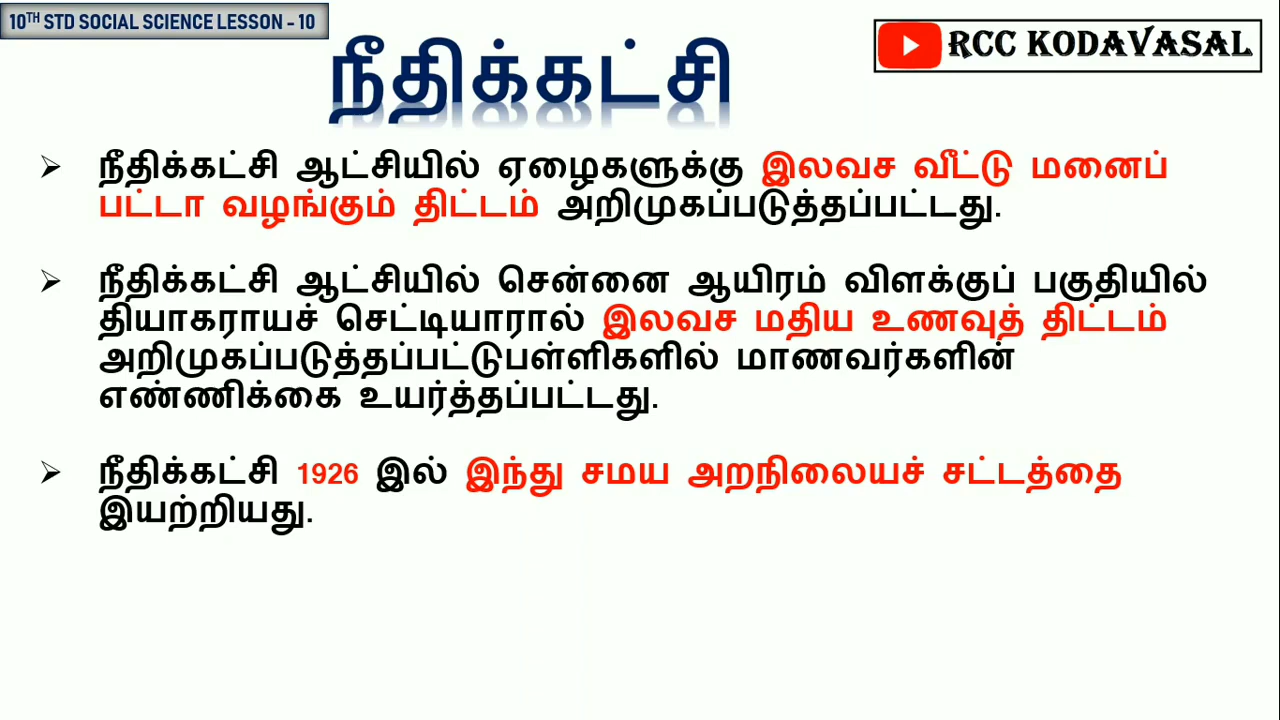 10TH STD SOCIAL SCIENCE LESSON - 10
RCC KODAVASAL
நீதிக்கட்சி
➢ நீதிக்கட்சி ஆட்சியில் ஏழைகளுக்கு இலவச வீட்டு மனைப்
பட்டா வழங்கும் திட்டம் அறிமுகப்படுத்தப்பட்டது.
➢ நீதிக்கட்சி ஆட்சியில் சென்னை ஆயிரம் விளக்குப் பகுதியில்
தியாகராயச் செட்டியாரால் இலவச மதிய உணவுத் திட்டம்
அறிமுகப்படுத்தப்பட்டுபள்ளிகளில் மாணவர்களின்
எண்ணிக்கை உயர்த்தப்பட்டது.
➢ நீதிக்கட்சி 1926 இல் இந்து சமய அறநிலையச் சட்டத்தை
இயற்றியது.